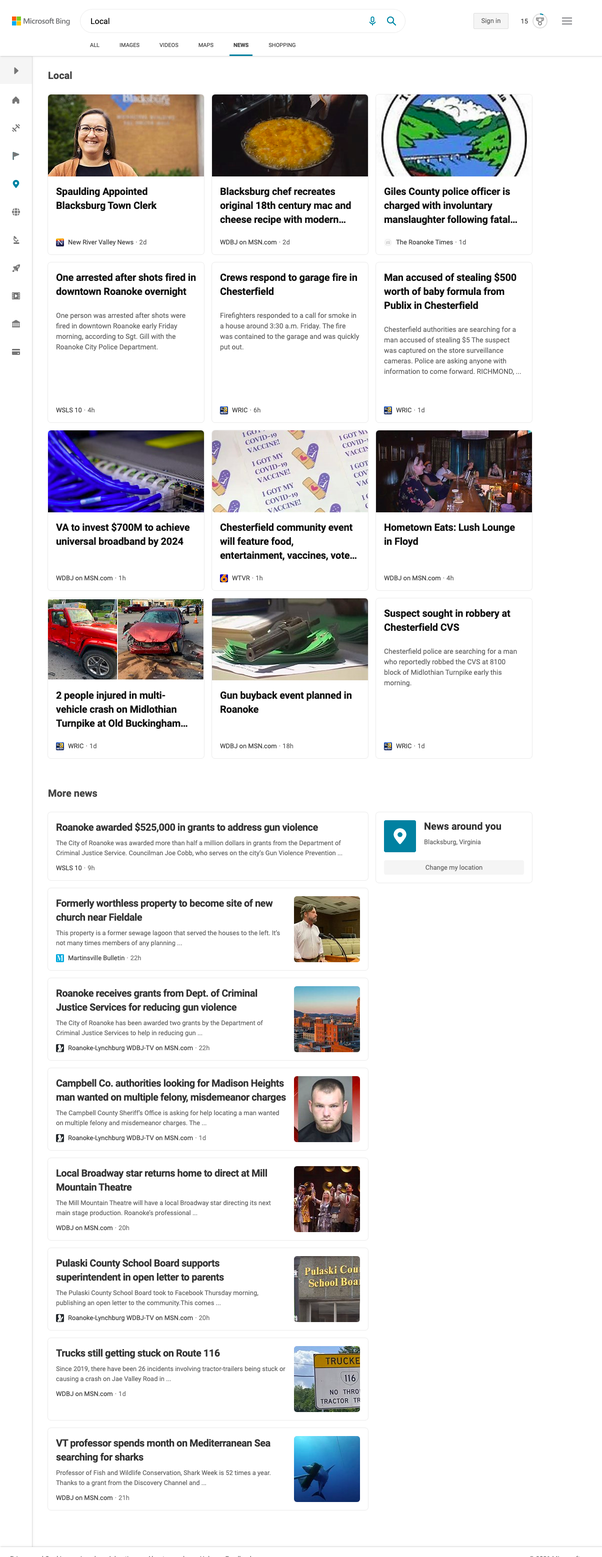 Microsoft Bing
Local
Sign in
15
ALL IMAGES VIDEOS MAPS NEWS SHOPPING
Local
Blacksburg
Spaulding Appointed
Blacksburg Town Clerk
New River Valley News · 2d
Blacksburg chef recreates
original 18th century mac and
cheese recipe with modern...
WDBJ on MSN.com · 2d
Giles County police officer is
charged with involuntary
manslaughter following fatal...
The Roanoke Times · 1d
One arrested after shots fired in
downtown Roanoke overnight
One person was arrested after shots were
fired in downtown Roanoke early Friday
morning, according to Sgt. Gill with the
Roanoke City Police Department.
WSLS 10 · 4h
Crews respond to garage fire in
Chesterfield
Firefighters responded to a call for smoke in
a house around 3:30 a.m. Friday. The fire
was contained to the garage and was quickly
put out.
WRIC · 6h
Man accused of stealing $500
worth of baby formula from
Publix in Chesterfield
Chesterfield authorities are searching for a
man accused of stealing $5 The suspect
was captured on the store surveillance
cameras. Police are asking anyone with
information to come forward. RICHMOND, ...
WRIC · 1d
VA to invest $700M to achieve
universal broadband by 2024
WDBJ on MSN.com · 1h
I GOT MY
COVID-19
VACCINE!
Chesterfield community event
will feature food,
entertainment, vaccines, vote...
WTVR · 1h
Hometown Eats: Lush Lounge
in Floyd
WDBJ on MSN.com · 4h
2 people injured in multi-
vehicle crash on Midlothian
Turnpike at Old Buckingham...
WRIC · 1d
Gun buyback event planned in
Roanoke
WDBJ on MSN.com · 18h
Suspect sought in robbery at
Chesterfield CVS
Chesterfield police are searching for a man
who reportedly robbed the CVS at 8100
block of Midlothian Turnpike early this
morning.
WRIC · 1d
More news
Roanoke awarded $525,000 in grants to address gun violence
The City of Roanoke was awarded more than half a million dollars in grants from the Department of
Criminal Justice Service. Councilman Joe Cobb, who serves on the city's Gun Violence Prevention ...
WSLS 10 · 9h
News around you
Blacksburg, Virginia
Change my location
Formerly worthless property to become site of new
church near Fieldale
This property is a former sewage lagoon that served the houses to the left. It's
not many times members of any planning ...
Martinsville Bulletin · 22h
Roanoke receives grants from Dept. of Criminal
Justice Services for reducing gun violence
The City of Roanoke has been awarded two grants by the Department of
Criminal Justice Services to help in reducing gun ...
Roanoke-Lynchburg WDBJ-TV on MSN.com · 22h
Campbell Co. authorities looking for Madison Heights
man wanted on multiple felony, misdemeanor charges
The Campbell County Sheriff's Office is asking for help locating a man wanted
on multiple felony and misdemeanor charges. The ...
Roanoke-Lynchburg WDBJ-TV on MSN.com · 1d
Local Broadway star returns home to direct at Mill
Mountain Theatre
The Mill Mountain Theatre will have a local Broadway star directing its next
main stage production. Roanoke's professional ...
WDBJ on MSN.com · 20h
Pulaski County School Board supports
superintendent in open letter to parents
The Pulaski County School Board took to Facebook Thursday morning,
publishing an open letter to the community.This comes ...
Roanoke-Lynchburg WDBJ-TV on MSN.com · 20h
Pulaski Cou
School Boa
Trucks still getting stuck on Route 116
Since 2019, there have been 26 incidents involving tractor-trailers being stuck or
causing a crash on Jae Valley Road in ...
WDBJ on MSN.com · 1d
TRUCKE
116
NO THRO
TRACTOR TR
VT professor spends month on Mediterranean Sea
searching for sharks
Professor of Fish and Wildlife Conservation, Shark Week is 52 times a year.
Thanks to a grant from the Discovery Channel and ...
WDBJ on MSN.com · 21h